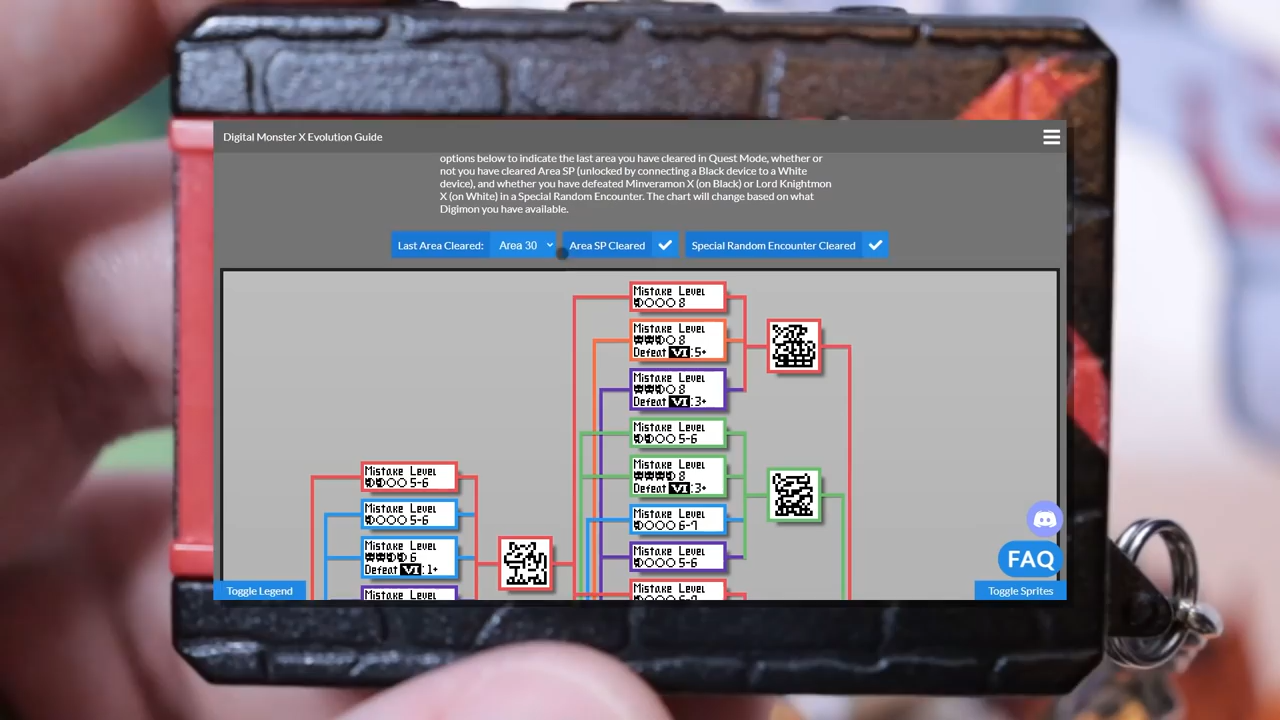 Digital Monster X Evolution Guide
options below to indicate the last area you have cleared in Quest Mode, whether or
not you have cleared Area SP (unlocked by connecting a Black device to a White
device), and whether you have defeated Minveramon X (on Black) or Lord Knightmon
X (on White) in a Special Random Encounter. The chart will change based on what
Digimon you have available.
Last Area Cleared: Area 30 Area SP Cleared Special Random Encounter Cleared
Mistake Level
8
Mistake Level
8
Defeat VI:5+
Mistake Level
8
Defeat VI:3+
Mistake Level
5-6
Mistake Level
8
Defeat VI:3+
Mistake Level
6-7
Mistake Level
5-6
Mistake Level
5-6
Mistake Level
5-6
Mistake Level
6
Defeat VI:1+
Mistake Level
FAQ
Toggle Legend
Toggle Sprites